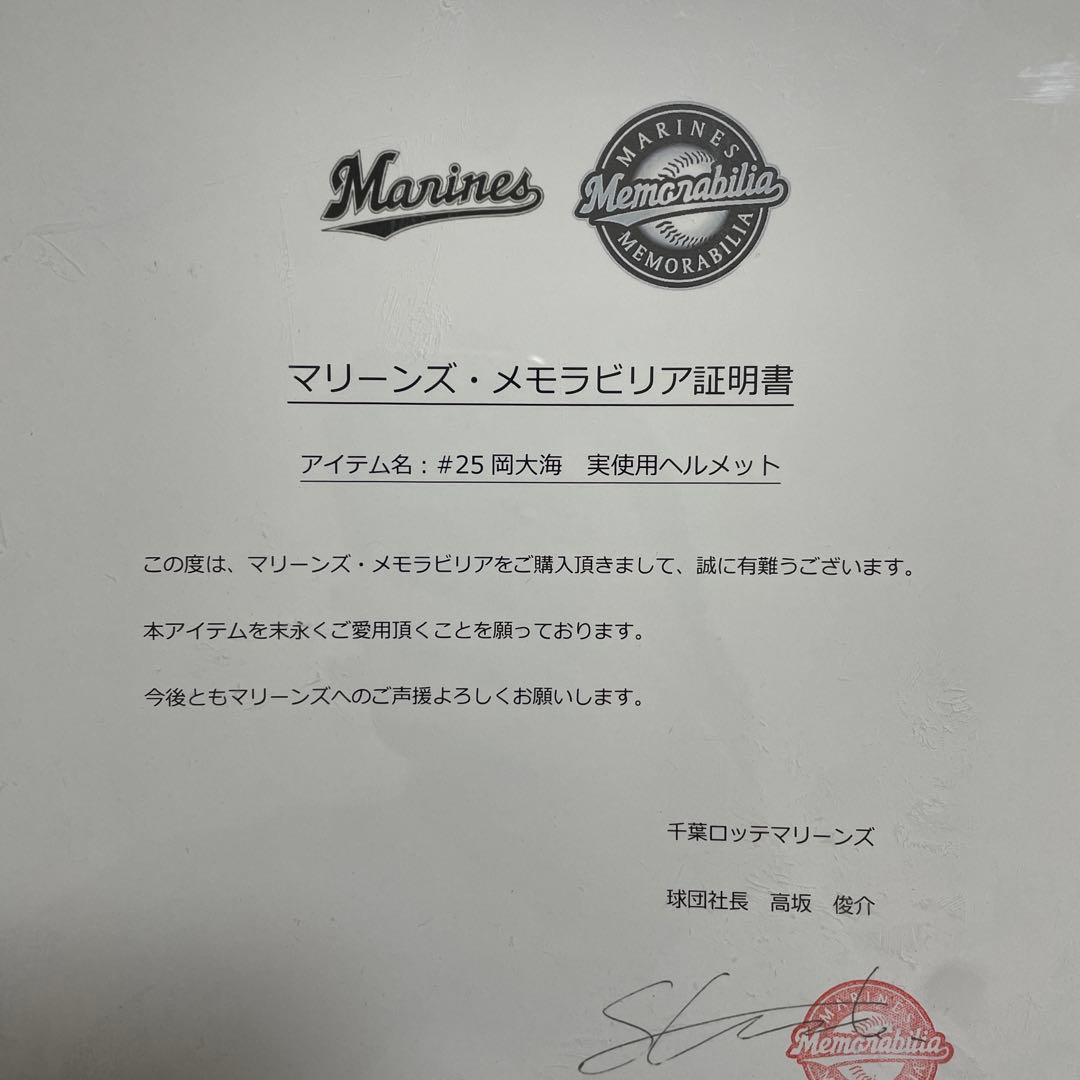 Marines
MARINES
Memorabilia
MEMORABILIA
マリーンズ・メモラビリア証明書
アイテム名：#25 岡大海　実使用ヘルメット
この度は、マリーンズ・メモラビリアをご購入頂きまして、誠に有難うございます。
本アイテムを末永くご愛用頂くことを願っております。
今後ともマリーンズへのご声援よろしくお願いします。
千葉ロッテマリーンズ
球団社長　高坂　俊介
MARINES
Memorabilia